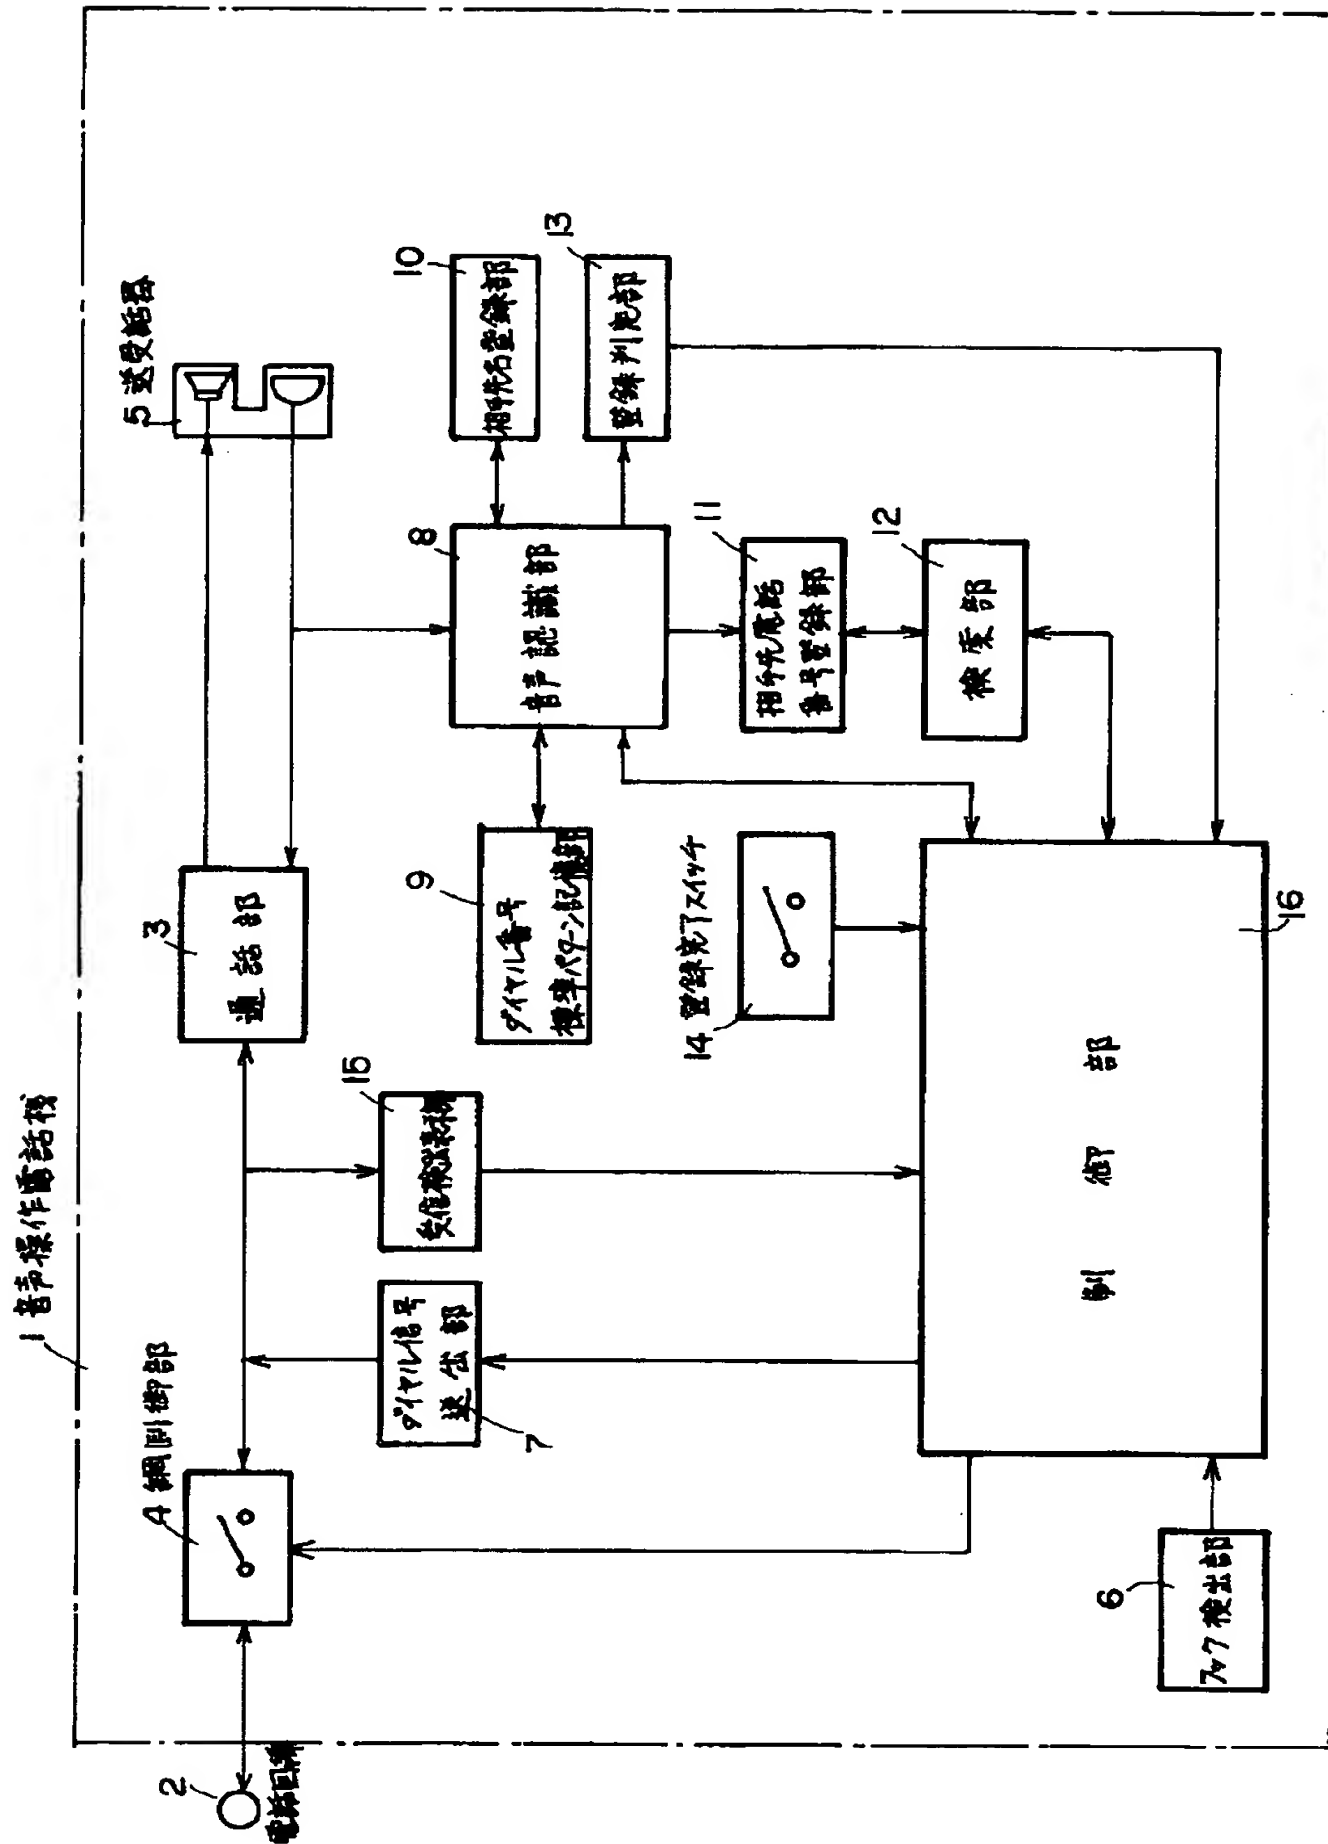 1 音声操作電話機
2
電話回線
4 網制御部
3
通話部
5 送受話器
15
受信検出装置
ダイヤル信号
送出部
7
9
ダイヤル番号
標準パターン記憶部
8
音声認識部
10
相手先名登録部
13
登録判定部
11
相手先電話
番号登録部
12
検索部
14 登録完了スイッチ
制御部
16
6
フック検出部